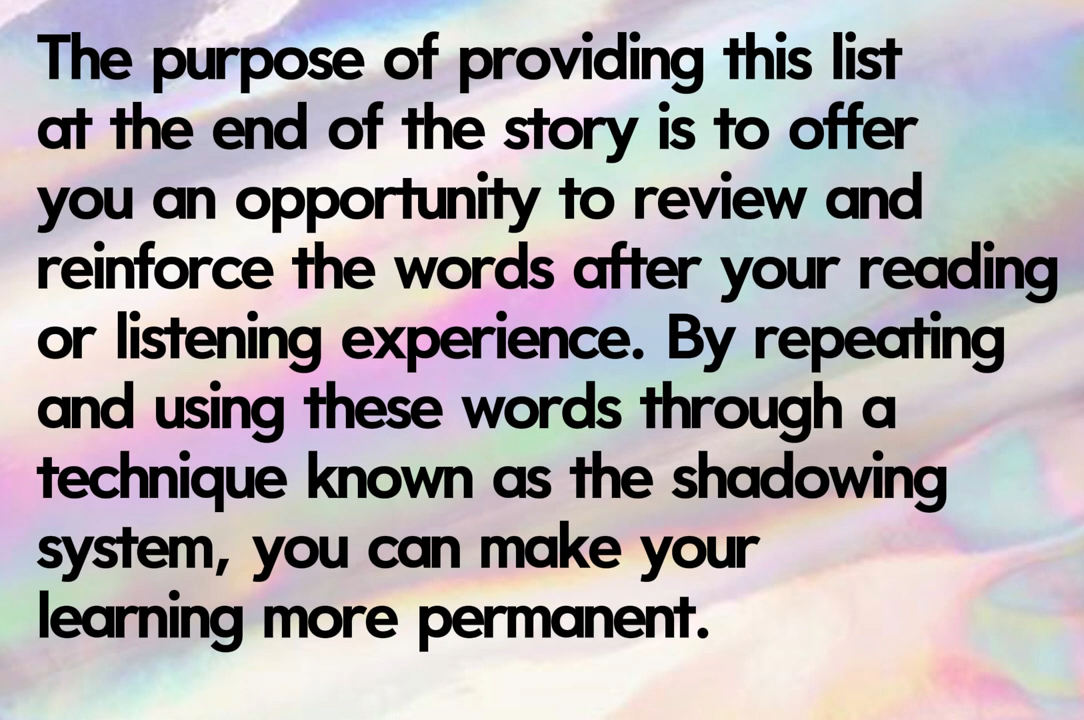 The purpose of providing this list
at the end of the story is to offer
you an opportunity to review and
reinforce the words after your reading
or listening experience. By repeating
and using these words through a
technique known as the shadowing
system, you can make your
learning more permanent.